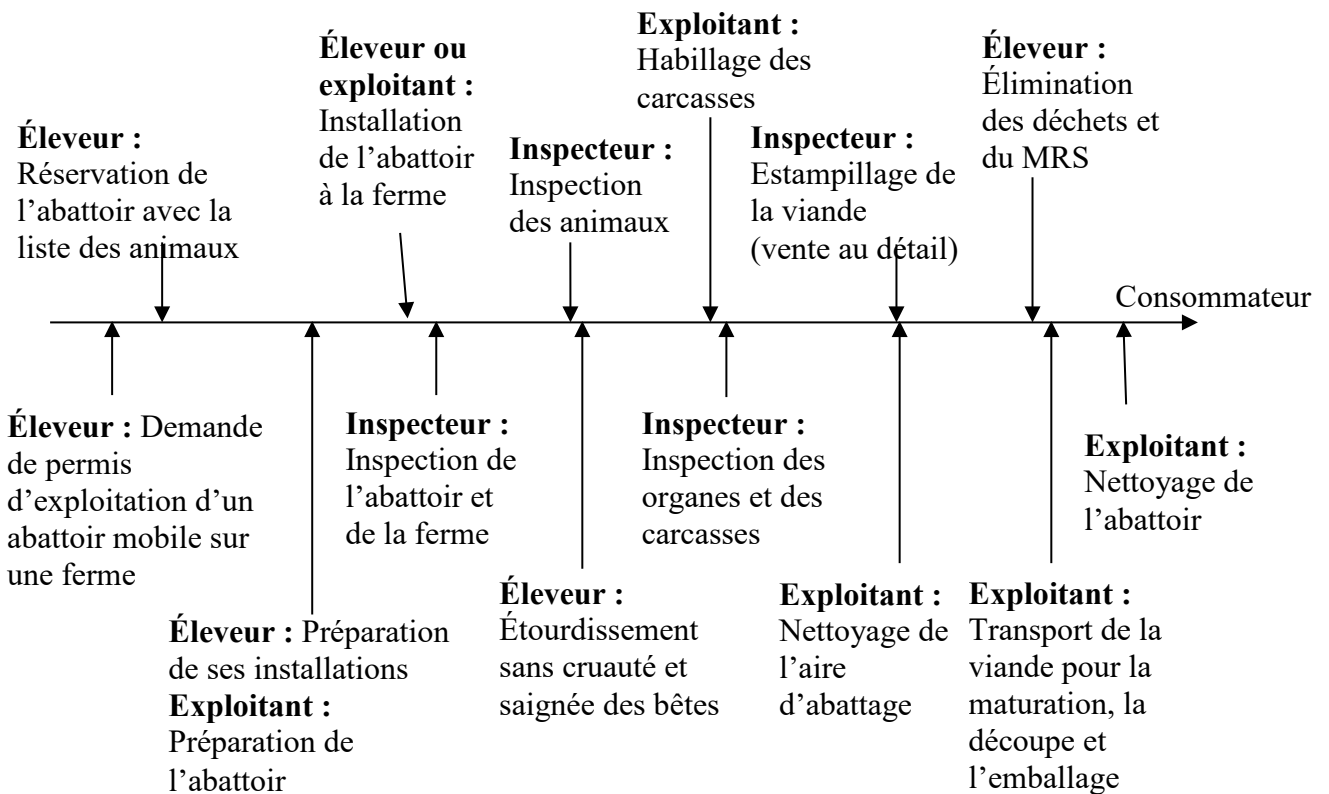 Éleveur :
Réservation de
l’abattoir avec la
liste des animaux
Éleveur ou
exploitant :
Installation
de l’abattoir
à la ferme
Inspecteur :
Inspection
des animaux
Exploitant :
Habillage des
carcasses
Inspecteur :
Estampillage de
la viande
(vente au détail)
Éleveur :
Élimination
des déchets et
du MRS
Consommateur
Éleveur : Demande
de permis
d’exploitation d’un
abattoir mobile sur
une ferme
Éleveur : Préparation
de ses installations
Exploitant :
Préparation de
l’abattoir
Inspecteur :
Inspection de
l’abattoir et
de la ferme
Éleveur :
Étourdissement
sans cruauté et
saignée des bêtes
Inspecteur :
Inspection des
organes et des
carcasses
Exploitant :
Nettoyage de
l’aire
d’abattage
Exploitant :
Transport de la
viande pour la
maturation, la
découpe et
l’emballage
Exploitant :
Nettoyage de
l’abattoir